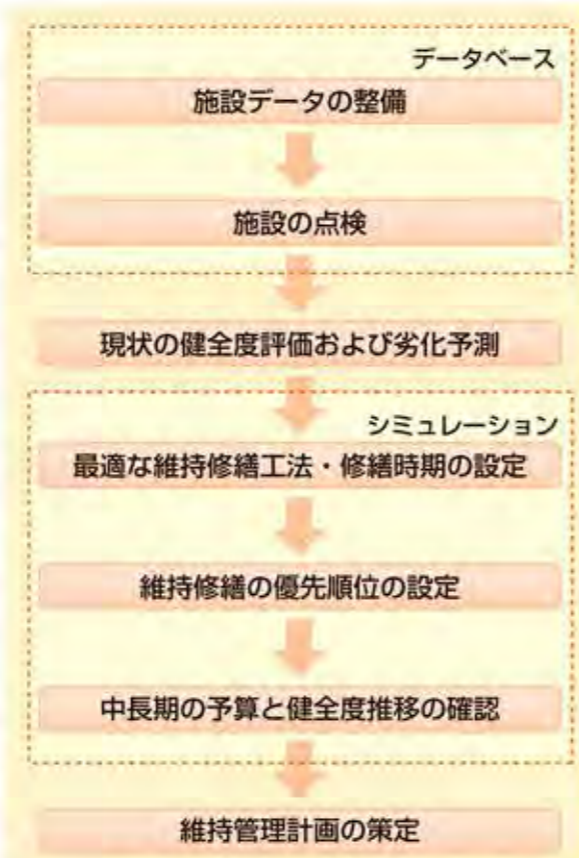 データベース
施設データの整備
施設の点検
現状の健全度評価および劣化予測
シミュレーション
最適な維持修繕工法・修繕時期の設定
維持修繕の優先順位の設定
中長期の予算と健全度推移の確認
維持管理計画の策定